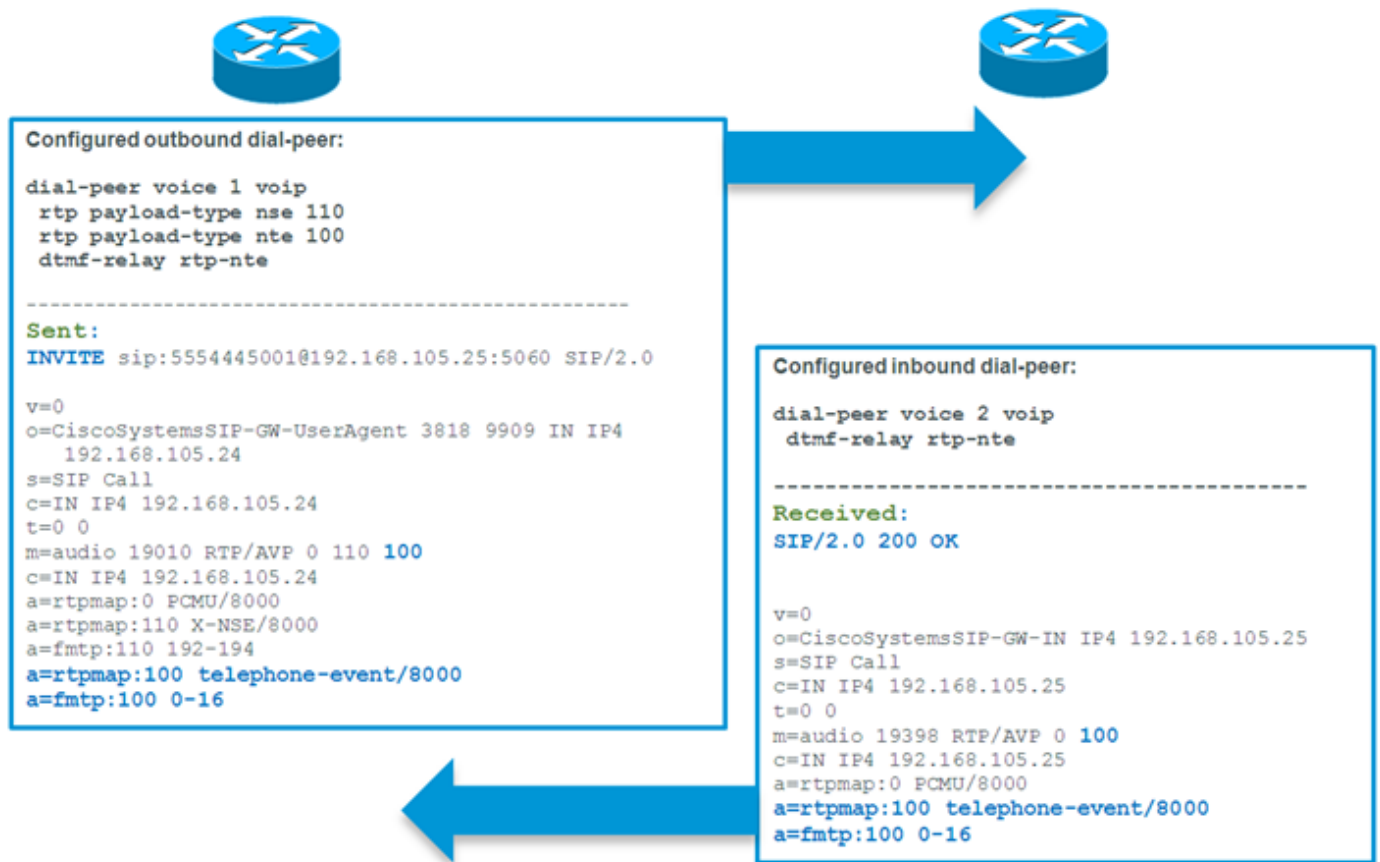 Configured outbound dial-peer:
dial-peer voice 1 voip
rtp payload-type nse 110
rtp payload-type nte 100
dtmf-relay rtp-nte
----------------------------------------------------
Sent:
INVITE sip:5554445001@192.168.105.25:5060 SIP/2.0
v=0
o=CiscoSystemsSIP-GW-UserAgent 3818 9909 IN IP4
192.168.105.24
s=SIP Call
c=IN IP4 192.168.105.24
t=0 0
m=audio 19010 RTP/AVP 0 110 100
c=IN IP4 192.168.105.24
a=rtpmap:0 PCMU/8000
a=rtpmap:110 X-NSE/8000
a=fmtp:110 192-194
a=rtpmap:100 telephone-event/8000
a=fmtp:100 0-16
Configured inbound dial-peer:
dial-peer voice 2 voip
dtmf-relay rtp-nte
-----------------------------------------
Received:
SIP/2.0 200 OK
v=0
o=CiscoSystemsSIP-GW-IN IP4 192.168.105.25
s=SIP Call
c=IN IP4 192.168.105.25
t=0 0
m=audio 19398 RTP/AVP 0 100
c=IN IP4 192.168.105.25
a=rtpmap:0 PCMU/8000
a=rtpmap:100 telephone-event/8000
a=fmtp:100 0-16